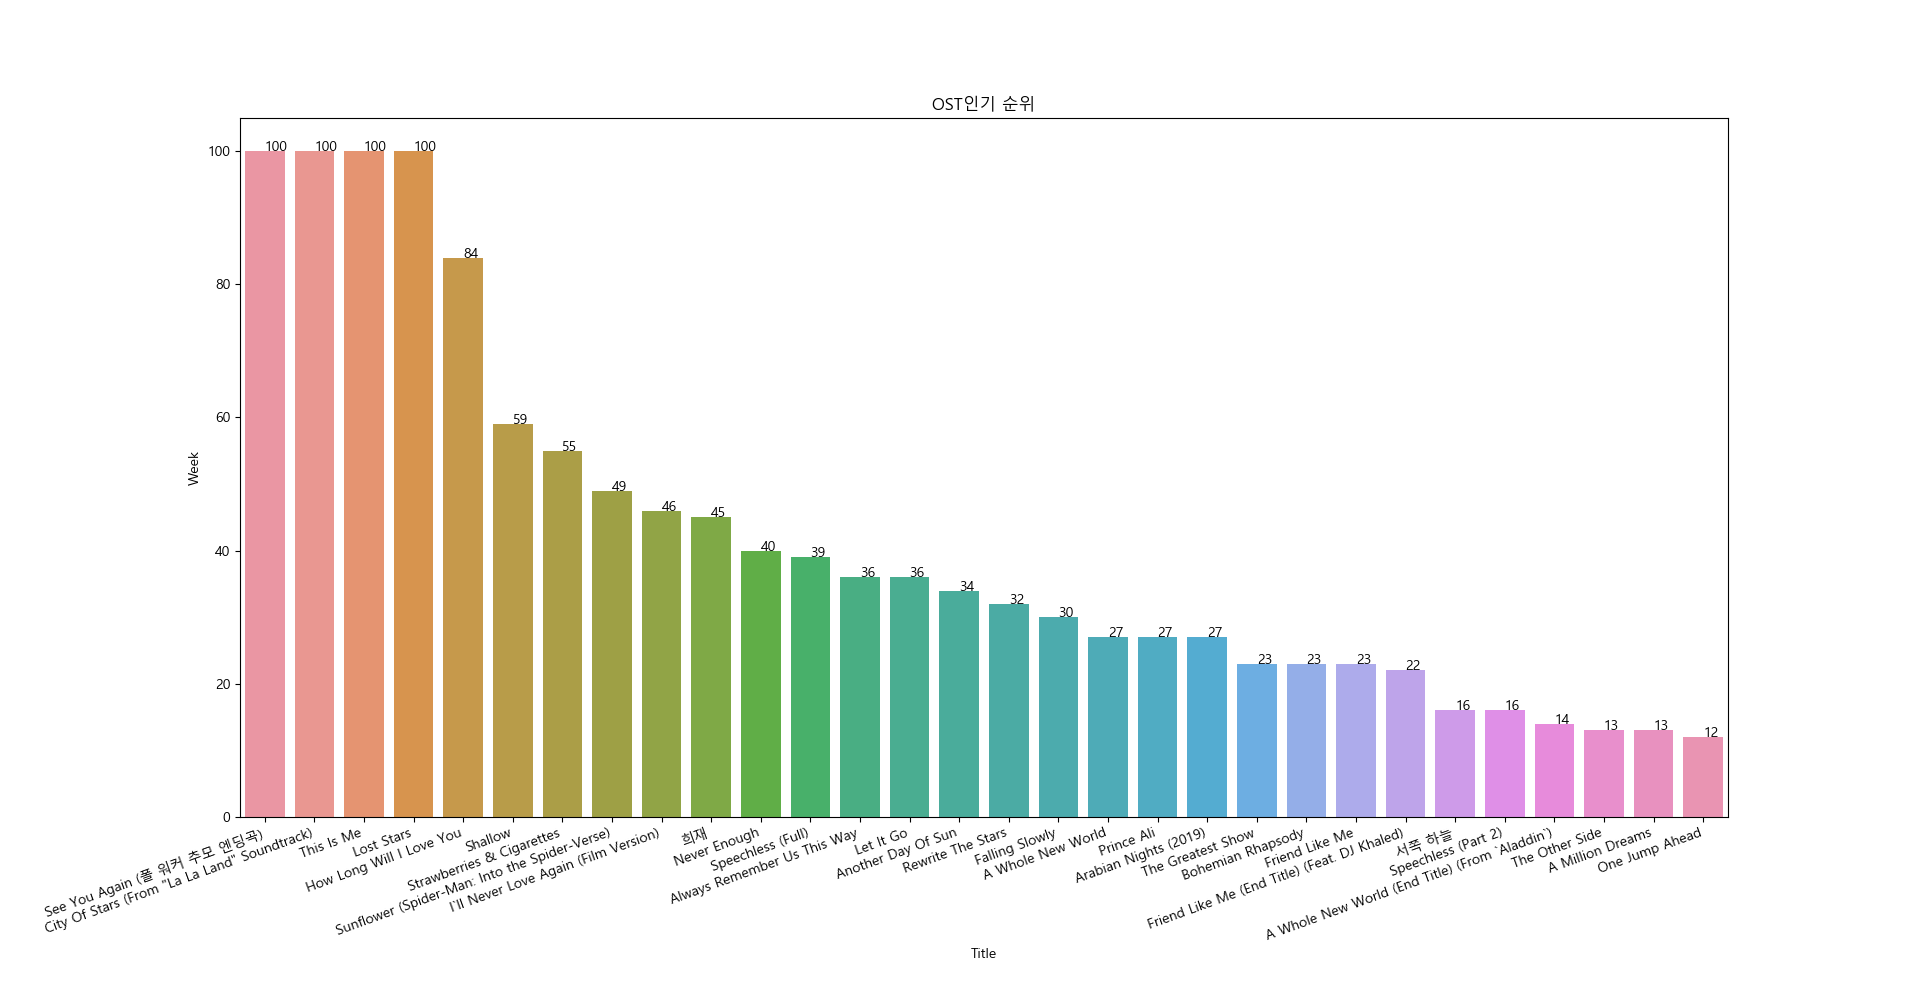 OST인기 순위
Week
100
80
60
40
20
0
100
100
100
100
84
59
55
49
46
45
40
39
36
36
34
32
30
27
27
27
23
23
23
22
16
16
14
13
13
12
See You Again (폴 워커 추모 엔딩곡)
City Of Stars (From "La La Land" Soundtrack)
This Is Me
Lost Stars
How Long Will I Love You
Shallow
Strawberries & Cigarettes
Sunflower (Spider-Man: Into the Spider-Verse)
I'll Never Love Again (Film Version)
희재
Never Enough
Speechless (Full)
Always Remember Us This Way
Let It Go
Another Day Of Sun
Rewrite The Stars
Falling Slowly
A Whole New World
Prince Ali
Arabian Nights (2019)
The Greatest Show
Bohemian Rhapsody
Friend Like Me
Friend Like Me (End Title) (Feat. DJ Khaled)
서쪽 하늘
Speechless (Part 2)
A Whole New World (End Title) (From `Aladdin`)
The Other Side
A Million Dreams
One Jump Ahead
Title